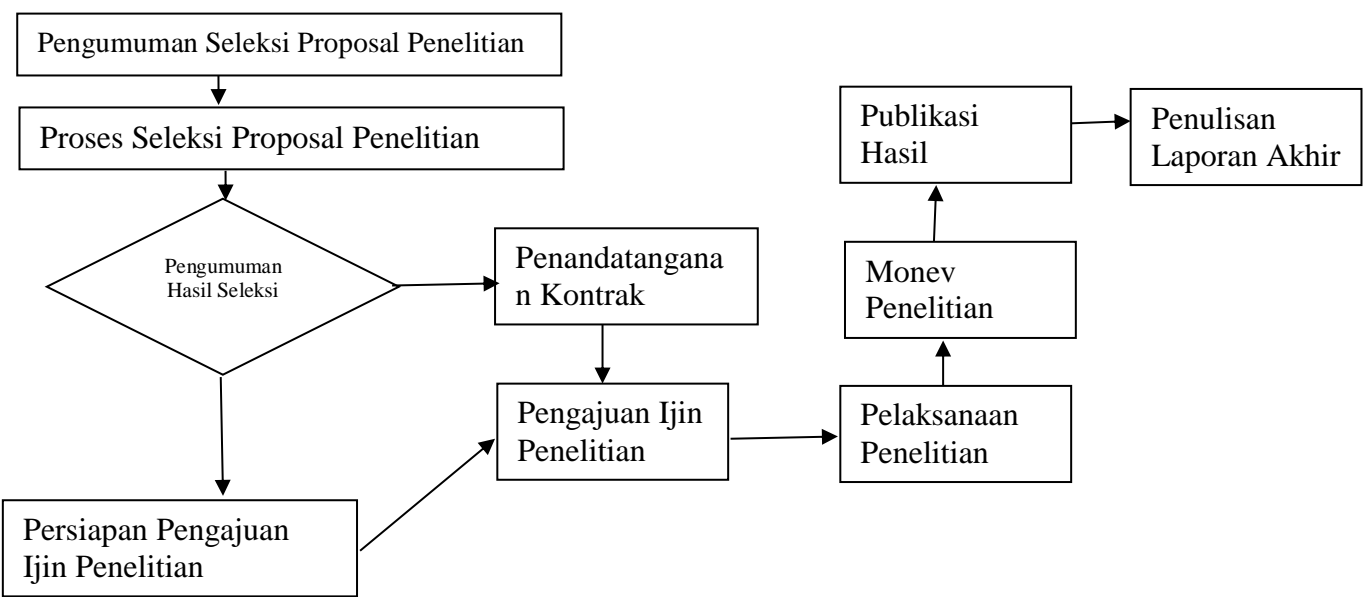 Pengumuman Seleksi Proposal Penelitian
Proses Seleksi Proposal Penelitian
Pengumuman
Hasil Seleksi
Persiapan Pengajuan
Ijin Penelitian
Penandatangana
n Kontrak
Pengajuan Ijin
Penelitian
Pelaksanaan
Penelitian
Monev
Penelitian
Publikasi
Hasil
Penulisan
Laporan Akhir